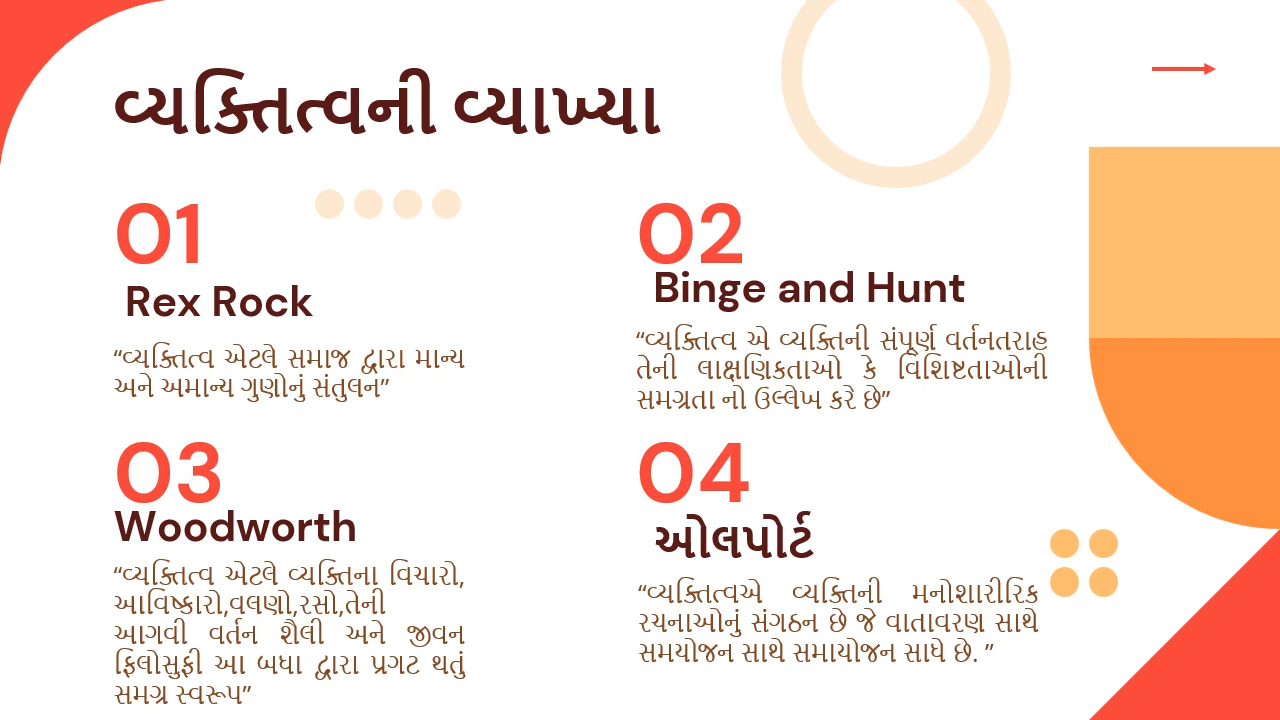 વ્યક્તિત્વની વ્યાખ્યા
01
Rex Rock
“વ્યક્તિત્વ એટલે સમાજ દ્વારા માન્ય
અને અમાન્ય ગુણોનું સંતુલન”
02
Binge and Hunt
“વ્યક્તિત્વ એ વ્યક્તિની સંપૂર્ણ વર્તનતરાહ
તેની લાક્ષણિકતાઓ કે વિશિષ્ટતાઓની
સમગ્રતા નો ઉલ્લેખ કરે છે”
03
Woodworth
“વ્યક્તિત્વ એટલે વ્યક્તિના વિચારો,
આવિષ્કારો,વલણો,રસો,તેની
આગવી વર્તન શૈલી અને જીવન
ફિલોસુફી આ બધા દ્વારા પ્રગટ થતું
સમગ્ર સ્વરૂપ”
04
ઓલપોર્ટ
“વ્યક્તિત્વએ વ્યક્તિની મનોશારીરિક
રચનાઓનું સંગઠન છે જે વાતાવરણ સાથે
સમયોજન સાથે સમાયોજન સાધે છે. ”